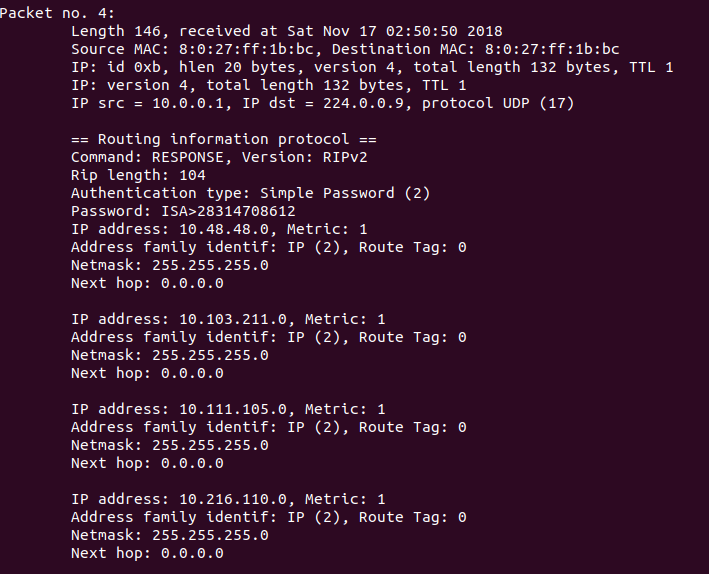 Packet no. 4:
Length 146, received at Sat Nov 17 02:50:50 2018
Source MAC: 8:0:27:ff:1b:bc, Destination MAC: 8:0:27:ff:1b:bc
IP: id 0xb, hlen 20 bytes, version 4, total length 132 bytes, TTL 1
IP: version 4, total length 132 bytes, TTL 1
IP src = 10.0.0.1, IP dst = 224.0.0.9, protocol UDP (17)
== Routing information protocol ==
Command: RESPONSE, Version: RIPv2
Rip length: 104
Authentication type: Simple Password (2)
Password: ISA>28314708612
IP address: 10.48.48.0, Metric: 1
Address family identif: IP (2), Route Tag: 0
Netmask: 255.255.255.0
Next hop: 0.0.0.0
IP address: 10.103.211.0, Metric: 1
Address family identif: IP (2), Route Tag: 0
Netmask: 255.255.255.0
Next hop: 0.0.0.0
IP address: 10.111.105.0, Metric: 1
Address family identif: IP (2), Route Tag: 0
Netmask: 255.255.255.0
Next hop: 0.0.0.0
IP address: 10.216.110.0, Metric: 1
Address family identif: IP (2), Route Tag: 0
Netmask: 255.255.255.0
Next hop: 0.0.0.0